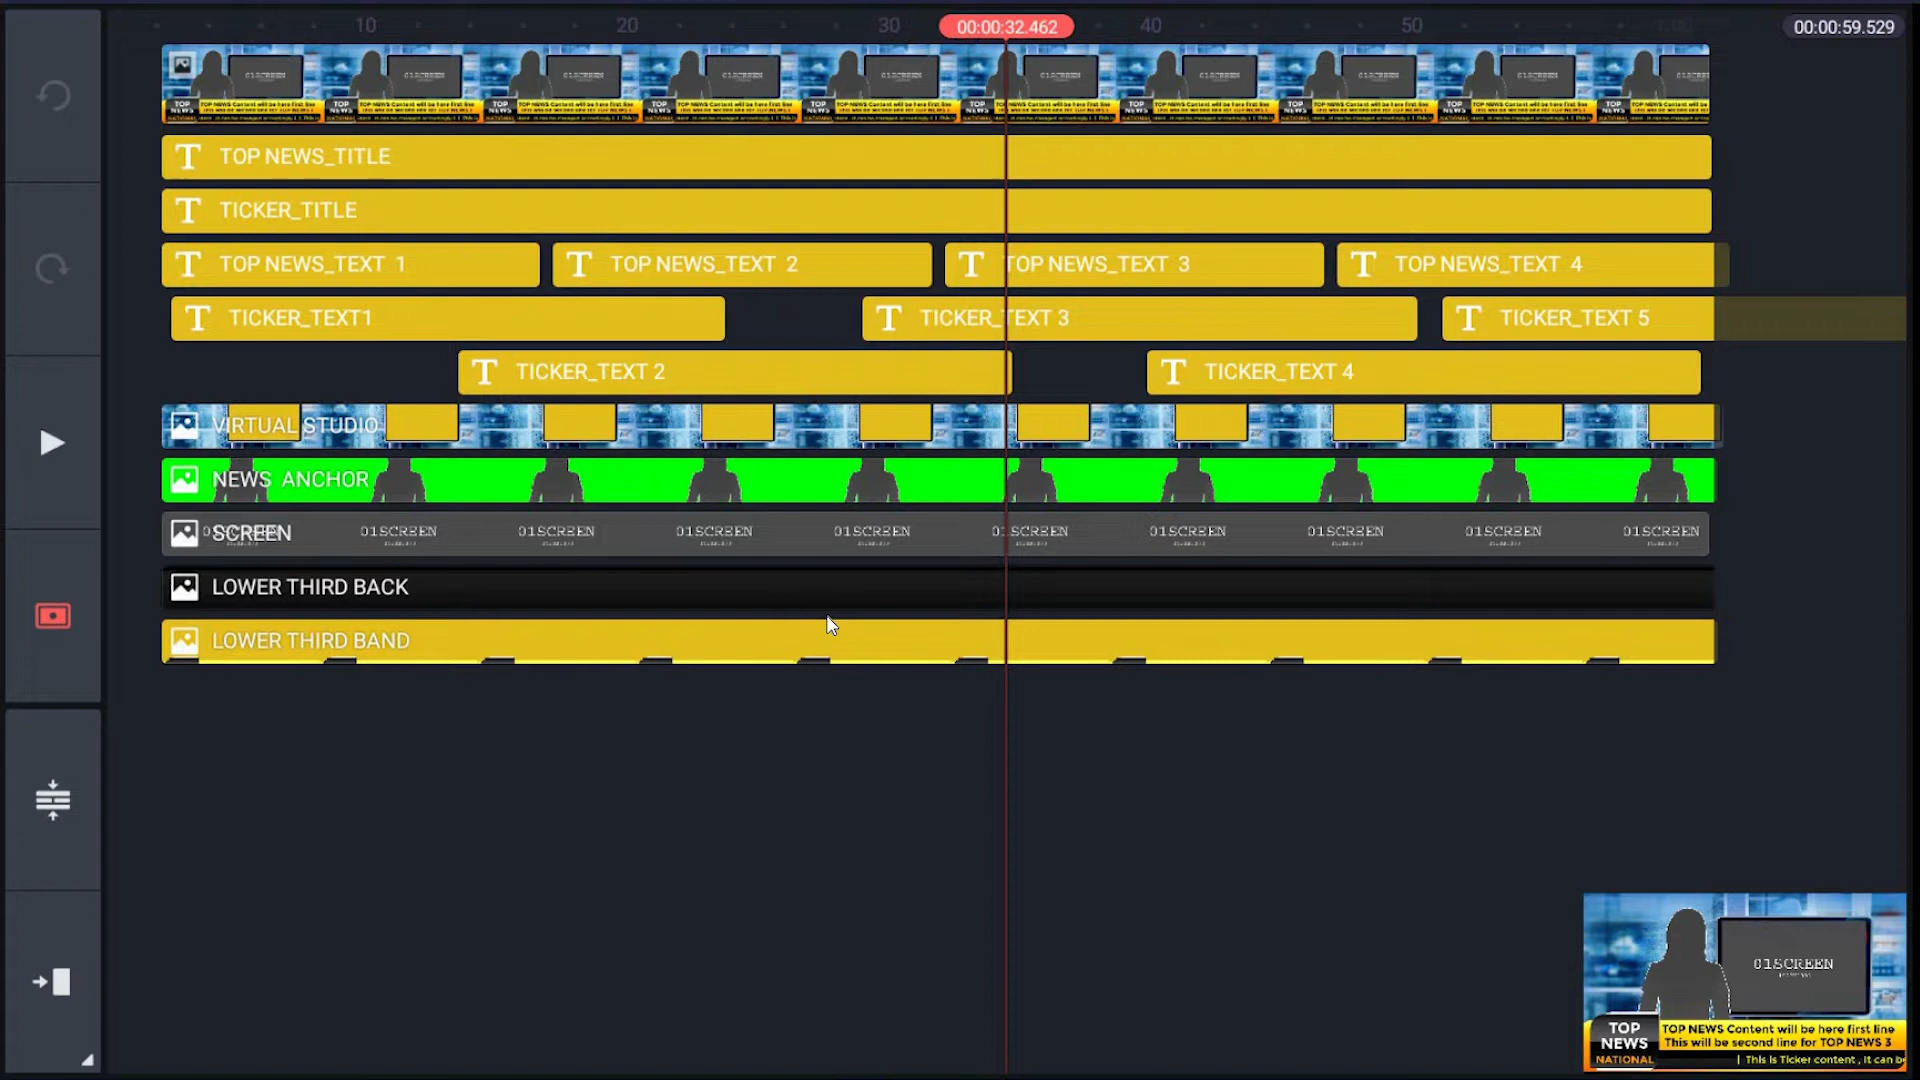 10 20 30 00:00:32.462 40 50 00:00:59.529
TOP NEWS_TITLE
TICKER_TITLE
TOP NEWS_TEXT 1 TOP NEWS_TEXT 2 TOP NEWS_TEXT 3 TOP NEWS_TEXT 4
TICKER_TEXT1 TICKER_TEXT 3 TICKER_TEXT 5
TICKER_TEXT 2 TICKER_TEXT 4
VIRTUAL STUDIO
NEWS ANCHOR
SCREEN 01SCREEN 01SCREEN 01SCREEN 01SCREEN 01SCREEN 01SCREEN 01SCREEN 01SCREEN 01SCREEN
LOWER THIRD BACK
LOWER THIRD BAND
01SCREEN
TOP NEWS
TOP NEWS Content will be here first line
This will be second line for TOP NEWS 3
NATIONAL
| This is Ticker content , it can be